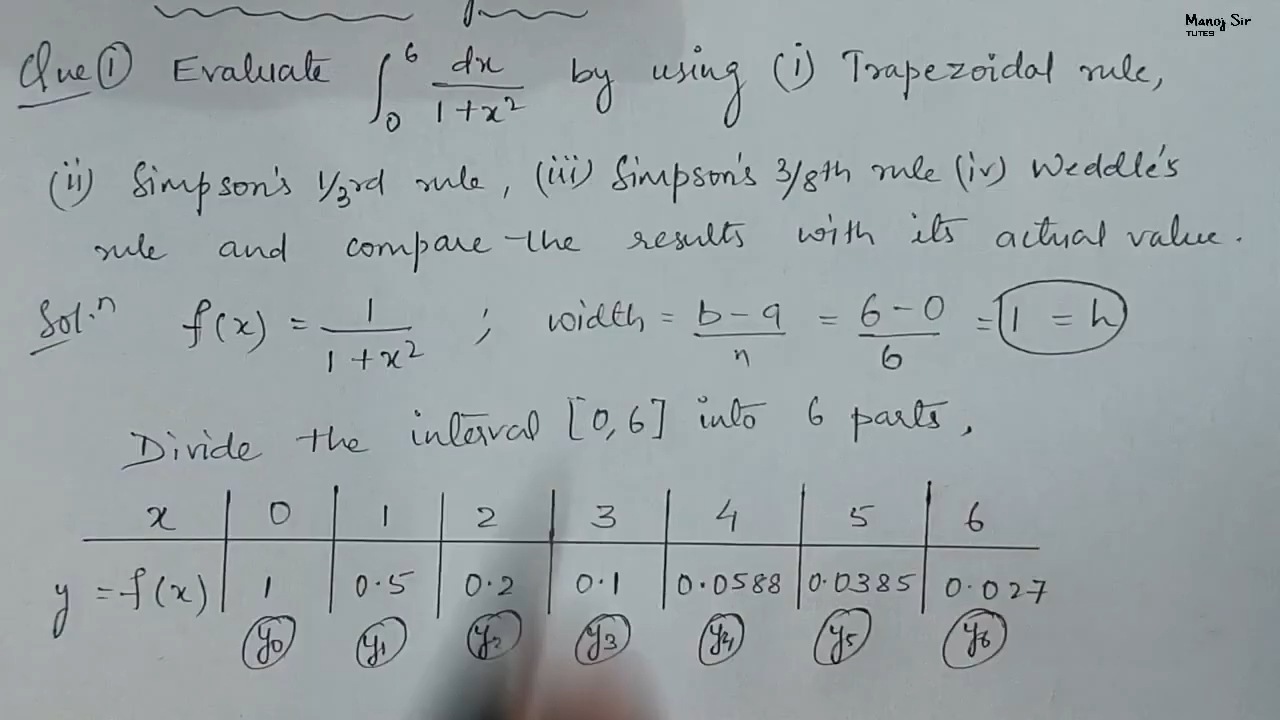 Manoj Sir
TUTES
Que ① Evaluate ∫₀⁶ dx/(1+x²) by using (i) Trapezoidal rule,
(ii) Simpson's 1/3rd rule, (iii) Simpson's 3/8th rule (iv) Weddle's
rule and compare the results with its actual value.
Sol.ⁿ f(x) = 1/(1+x²) ; width = (b-a)/n = (6-0)/6 = 1 = h
Divide the interval [0,6] into 6 parts,
x | 0 | 1 | 2 | 3 | 4 | 5 | 6
y = f(x) | 1 | 0.5 | 0.2 | 0.1 | 0.0588 | 0.0385 | 0.027
y₀ y₁ y₂ y₃ y₄ y₅ y₆